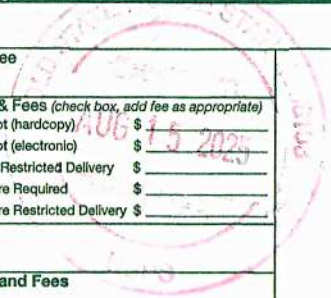 ee
& Fees (check box, add fee as appropriate)
ot (hardcopy) $
ot (electronic) $
Restricted Delivery $
re Required $
re Restricted Delivery $
AUG 15 2025
and Fees
USPS